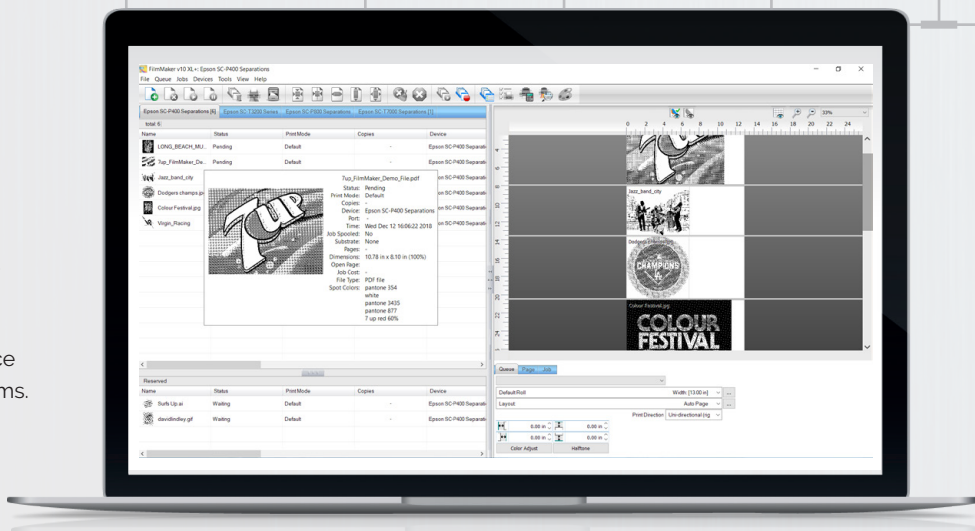 FilmMaker v10 XL+: Epson SC-P400 Separations
File Queue Jobs Devices Tools View Help
Epson SC-P400 Separations [6] Epson SC-T3200 Series Epson SC-P600 Separations Epson SC T7000 Separations [1]
total: 6
Name Status Print Mode Copies Device
LONG_BEACH_MU... Pending Default - Epson SC-P400 Separati
7up_FilmMaker_De... Pending Default - Epson SC-P400 Separati
Jazz_band_city
Dodgers champs.jp
Colour Festival.jpg
Virgin_Racing
7up_FilmMaker_Demo_File.pdf
Status: Pending
Print Mode: Default
Copies: -
Device: Epson SC-P400 Separations
Port: -
Time: Wed Dec 12 16:06:22 2018
Job Spooled: No
Substrate: None
Pages: -
Dimensions: 10.78 in x 8.10 in (100%)
Open Page:
Job Cost: -
File Type: PDF file
Spot Colors: pantone 354
white
pantone 3435
pantone 877
7 up red 60%
7UP
Reserved
Name Status Print Mode Copies Device
Surfs Up.ai Waiting Default - Epson SC-P400 Separati
davidlindley.gif Waiting Default - Epson SC-P400 Separati
33%
0 2 4 6 8 10 12 14 16 18 20 22 24
Jazz_band_city
CHAMPIONS
LA
Colour Festival.jpg
COLOUR
FESTIVAL
Queue Page Job
Default Roll Width: [13.00 in] ...
Layout Auto Page ...
Print Direction Uni-directional (rig
0.00 in 0.00 in
0.00 in 0.00 in
Color Adjust Halftone
ce
ms.